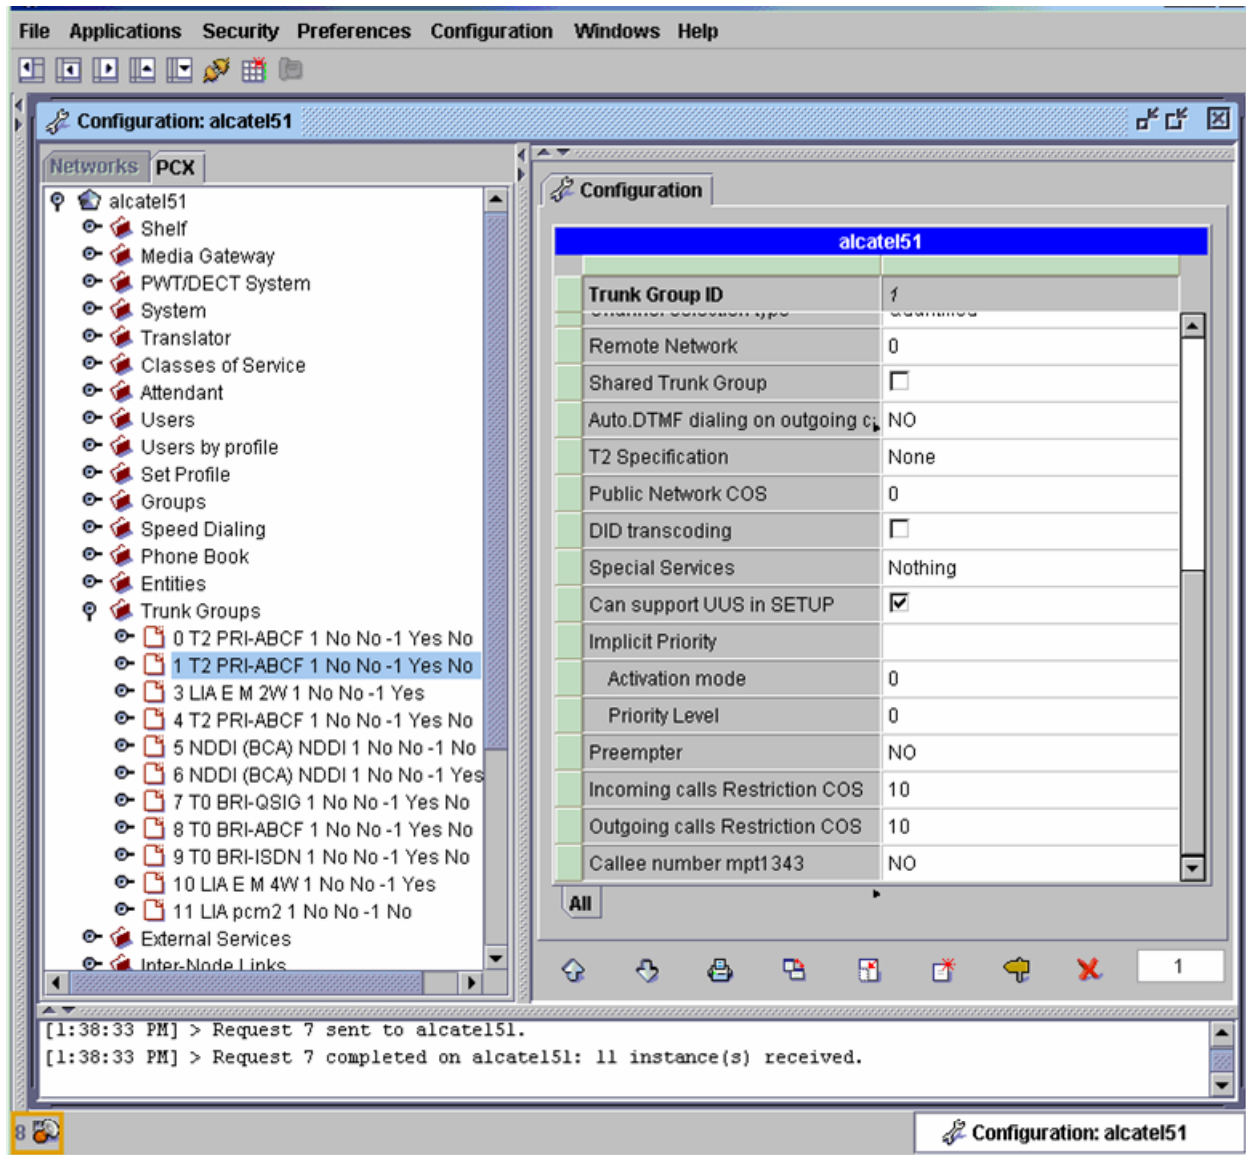 File Applications Security Preferences Configuration Windows Help
Configuration: alcatel51
Networks PCX
alcatel51
Shelf
Media Gateway
PWT/DECT System
System
Translator
Classes of Service
Attendant
Users
Users by profile
Set Profile
Groups
Speed Dialing
Phone Book
Entities
Trunk Groups
0 T2 PRI-ABCF 1 No No -1 Yes No
1 T2 PRI-ABCF 1 No No -1 Yes No
3 LIA E M 2W 1 No No -1 Yes
4 T2 PRI-ABCF 1 No No -1 Yes No
5 NDDI (BCA) NDDI 1 No No -1 No
6 NDDI (BCA) NDDI 1 No No -1 Yes
7 T0 BRI-QSIG 1 No No -1 Yes No
8 T0 BRI-ABCF 1 No No -1 Yes No
9 T0 BRI-ISDN 1 No No -1 Yes No
10 LIA E M 4W 1 No No -1 Yes
11 LIA pcm2 1 No No -1 No
External Services
Inter-Node Links
Configuration
alcatel51
Trunk Group ID 1
Channel Selection type Quantified
Remote Network 0
Shared Trunk Group
Auto.DTMF dialing on outgoing c NO
T2 Specification None
Public Network COS 0
DID transcoding
Special Services Nothing
Can support UUS in SETUP
Implicit Priority
Activation mode 0
Priority Level 0
Preempter NO
Incoming calls Restriction COS 10
Outgoing calls Restriction COS 10
Callee number mpt1343 NO
All
1
[1:38:33 PM] > Request 7 sent to alcatel51.
[1:38:33 PM] > Request 7 completed on alcatel51: 11 instance(s) received.
8
Configuration: alcatel51